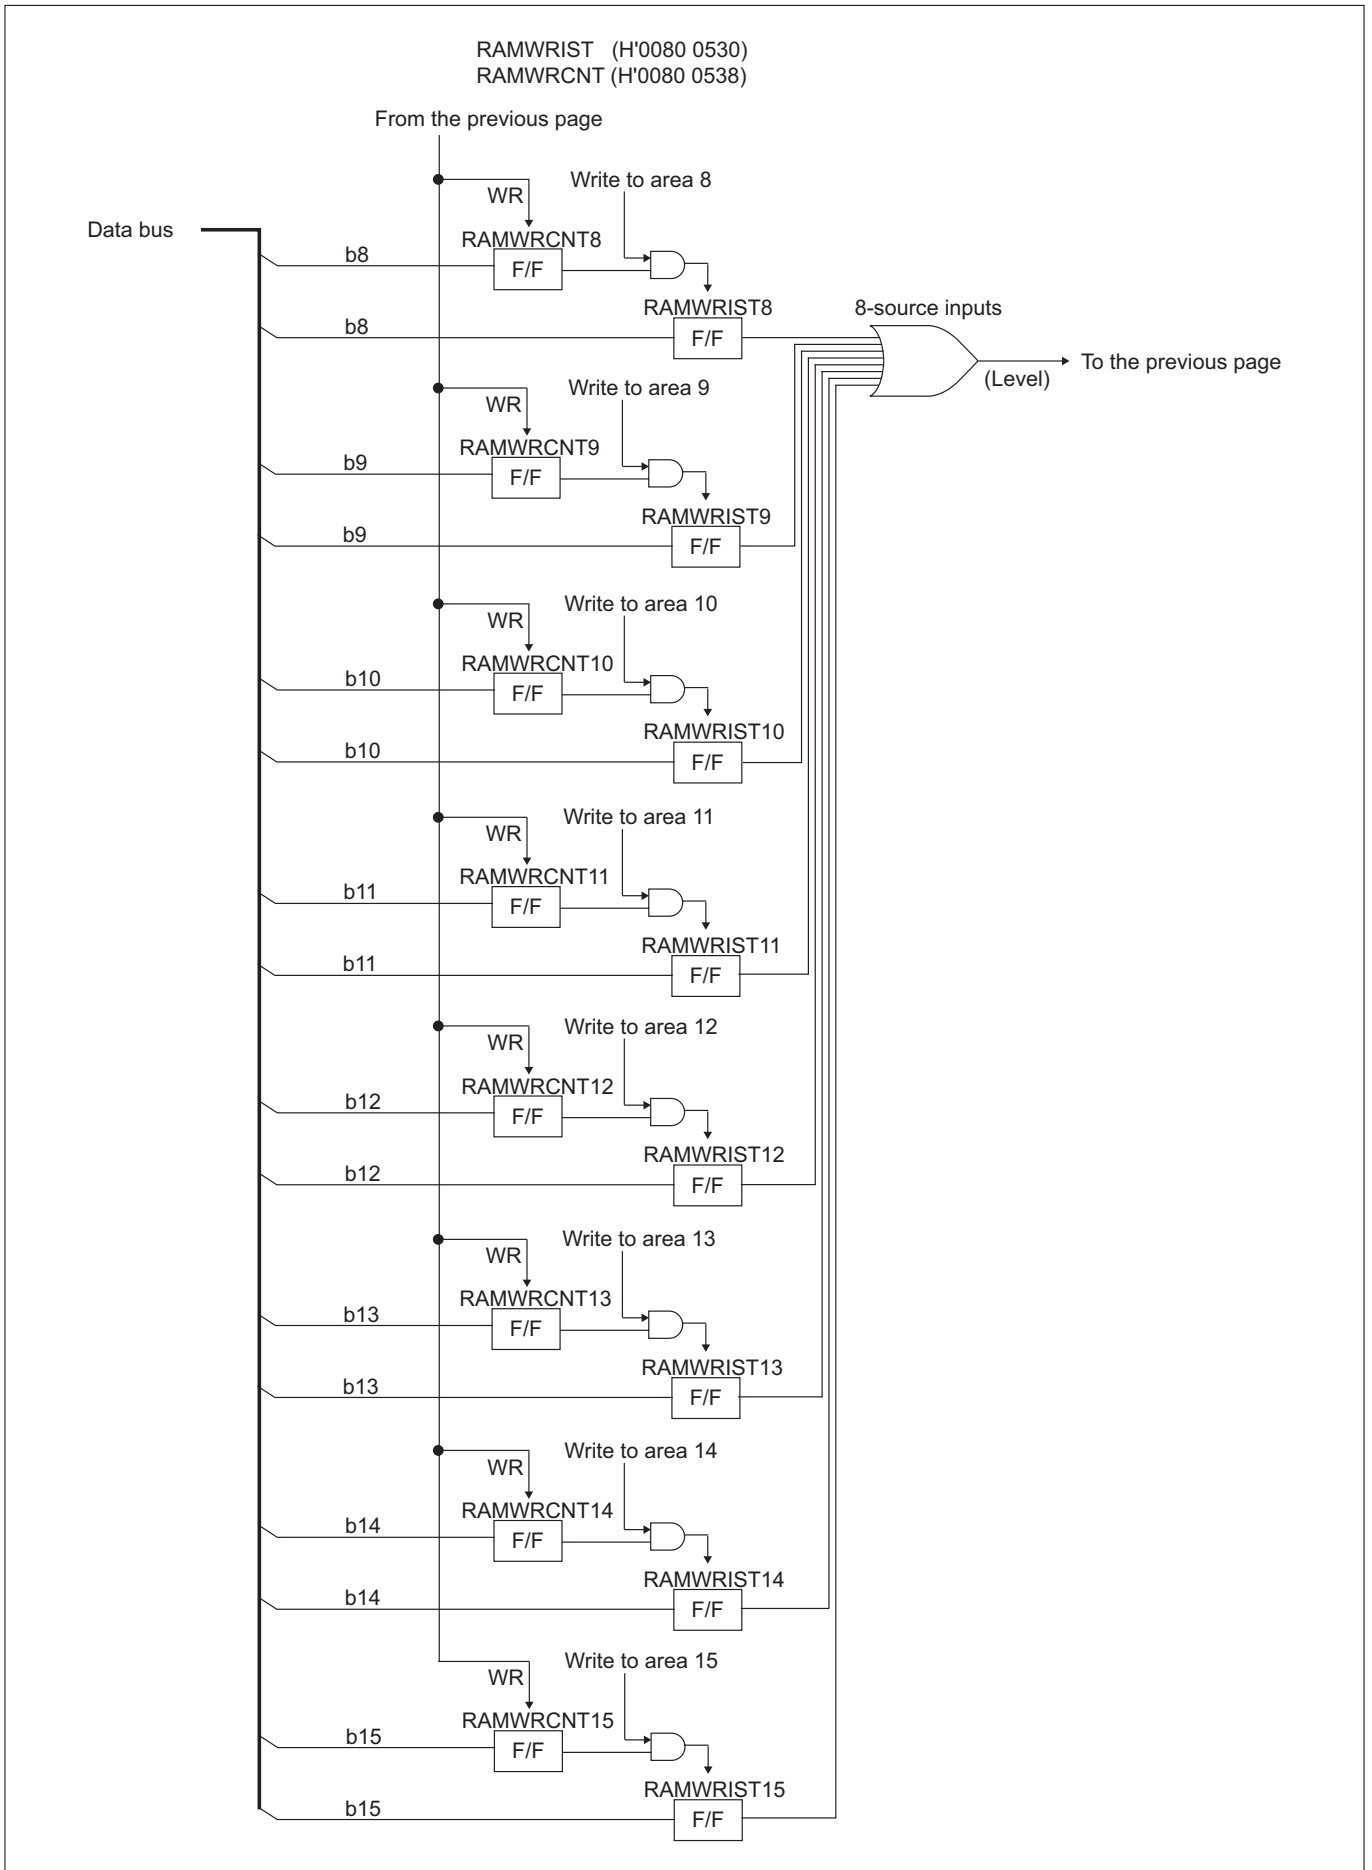 RAMWRIST (H'0080 0530)
RAMWRCNT (H'0080 0538)
From the previous page
Write to area 8
WR
Data bus
RAMWRCNT8
b8
F/F
RAMWRIST8
8-source inputs
b8
F/F
To the previous page
(Level)
Write to area 9
WR
RAMWRCNT9
b9
F/F
RAMWRIST9
b9
F/F
Write to area 10
WR
RAMWRCNT10
b10
F/F
RAMWRIST10
b10
F/F
Write to area 11
WR
RAMWRCNT11
b11
F/F
RAMWRIST11
b11
F/F
Write to area 12
WR
RAMWRCNT12
b12
F/F
RAMWRIST12
b12
F/F
Write to area 13
WR
RAMWRCNT13
b13
F/F
RAMWRIST13
b13
F/F
Write to area 14
WR
RAMWRCNT14
b14
F/F
RAMWRIST14
b14
F/F
Write to area 15
WR
RAMWRCNT15
b15
F/F
RAMWRIST15
b15
F/F